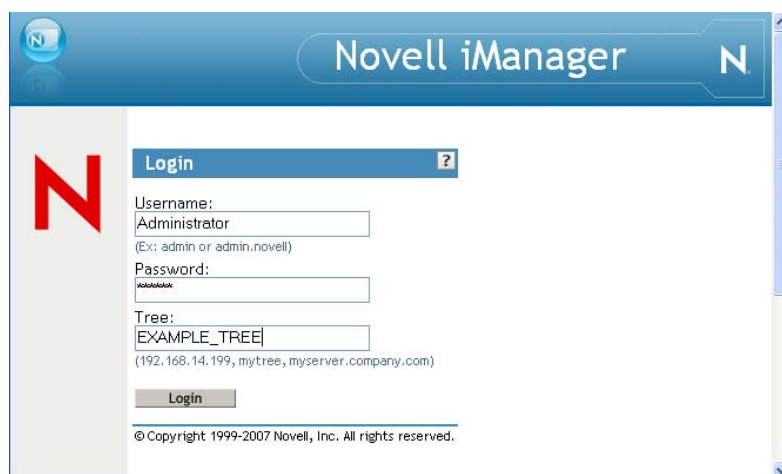 N
Novell iManager
N
N
Login
?
Username:
Administrator
(Ex: admin or admin.novell)
Password:
Tree:
EXAMPLE_TREE
(192.168.14.199, mytree, myserver.company.com)
Login
© Copyright 1999-2007 Novell, Inc. All rights reserved.